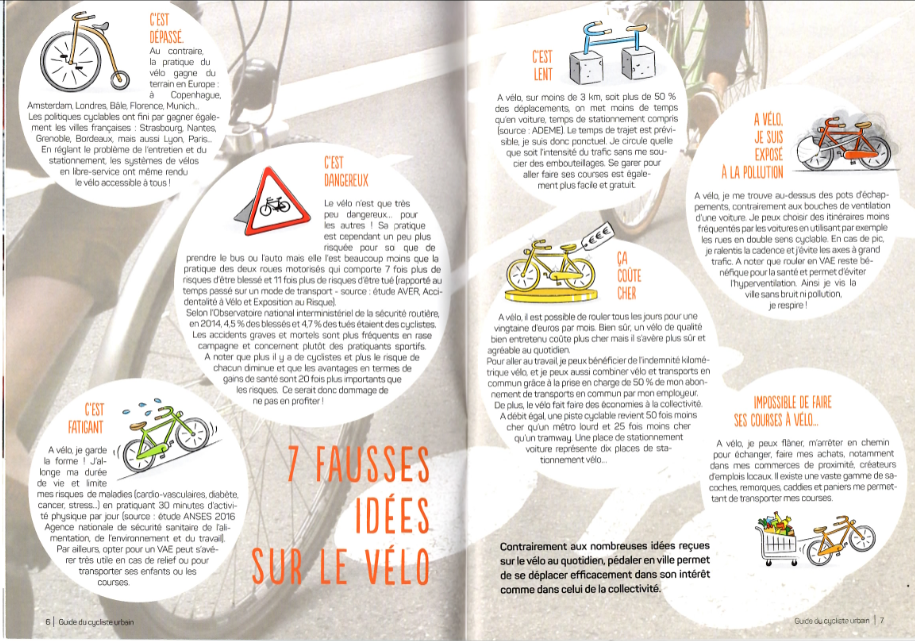 C'EST
DÉPASSÉ.
Au contraire,
la pratique du
vélo gagne du
terrain en Europe :
à Copenhague,
Amsterdam, Londres, Bâle, Florence, Munich...
Les politiques cyclables ont fini par gagner égale-
ment les villes françaises : Strasbourg, Nantes,
Grenoble, Bordeaux, mais aussi Lyon, Paris...
En réglant le problème de l'entretien et du
stationnement, les systèmes de vélos
en libre-service ont même rendu
le vélo accessible à tous !
C'EST
DANGEREUX
Le vélo n'est que très
peu dangereux... pour
les autres ! Sa pratique
est cependant un peu plus
risquée pour soi que de
prendre le bus ou l'auto mais elle l'est beaucoup moins que la
pratique des deux roues motorisés qui comporte 7 fois plus de
risques d'être blessé et 11 fois plus de risques d'être tué (rapporté au
temps passé sur un mode de transport - source : étude AVER, Acci-
dentalité à Vélo et Exposition au Risque).
Selon l'Observatoire national interministériel de la sécurité routière,
en 2014, 4,5 % des blessés et 4,7 % des tués étaient des cyclistes.
Les accidents graves et mortels sont plus fréquents en rase
campagne et concernent plutôt des pratiquants sportifs.
A noter que plus il y a de cyclistes et plus le risque de
chacun diminue et que les avantages en termes de
gains de santé sont 20 fois plus importants que
les risques. Ce serait donc dommage de
ne pas en profiter !
C'EST
FATIGANT
A vélo, je garde
la forme ! J'al-
longe ma durée
de vie et limite
mes risques de maladies (cardio-vasculaires, diabète,
cancer, stress...) en pratiquant 30 minutes d'activi-
té physique par jour (source : étude ANSES 2016
Agence nationale de sécurité sanitaire de l'ali-
mentation, de l'environnement et du travail).
Par ailleurs, opter pour un VAE peut s'avé-
rer très utile en cas de relief ou pour
transporter ses enfants ou les
courses.
7 FAUSSES
IDÉES
SUR LE VÉLO
6 | Guide du cycliste urbain
C'EST
LENT
A vélo, sur moins de 3 km, soit plus de 50 %
des déplacements, on met moins de temps
qu'en voiture, temps de stationnement compris
(source : ADEME). Le temps de trajet est prévi-
sible, je suis donc ponctuel. Je circule quelle
que soit l'intensité du trafic sans me sou-
cier des embouteillages. Se garer pour
aller faire ses courses est égale-
ment plus facile et gratuit.
A VÉLO,
JE SUIS
EXPOSÉ
À LA POLLUTION
A vélo, je me trouve au-dessus des pots d'échap-
pements, contrairement aux bouches de ventilation
d'une voiture. Je peux choisir des itinéraires moins
fréquentés par les voitures en utilisant par exemple
les rues en double sens cyclable. En cas de pic,
je ralentis la cadence et j'évite les axes à grand
trafic. A noter que rouler en VAE reste bé-
néfique pour la santé et permet d'éviter
l'hyperventilation. Ainsi je vis la
ville sans bruit ni pollution,
je respire !
€€€
ÇA
COÛTE
CHER
A vélo, il est possible de rouler tous les jours pour une
vingtaine d'euros par mois. Bien sûr, un vélo de qualité
bien entretenu coûte plus cher mais il s'avère plus sûr et
agréable au quotidien.
Pour aller au travail, je peux bénéficier de l'indemnité kilomé-
trique vélo, et je peux aussi combiner vélo et transports en
commun grâce à la prise en charge de 50 % de mon abon-
nement de transports en commun par mon employeur.
De plus, le vélo fait faire des économies à la collectivité.
A débit égal, une piste cyclable revient 50 fois moins
cher qu'un métro lourd et 25 fois moins cher
qu'un tramway. Une place de stationnement
voiture représente dix places de sta-
tionnement vélo...
IMPOSSIBLE DE FAIRE
SES COURSES À VÉLO...
A vélo, je peux flâner, m'arrêter en chemin
pour échanger, faire mes achats, notamment
dans mes commerces de proximité, créateurs
d'emplois locaux. Il existe une vaste gamme de sa-
coches, remorques, caddies et paniers me permet-
tant de transporter mes courses.
Contrairement aux nombreuses idées reçues
sur le vélo au quotidien, pédaler en ville permet
de se déplacer efficacement dans son intérêt
comme dans celui de la collectivité.
Guide du cycliste urbain | 7